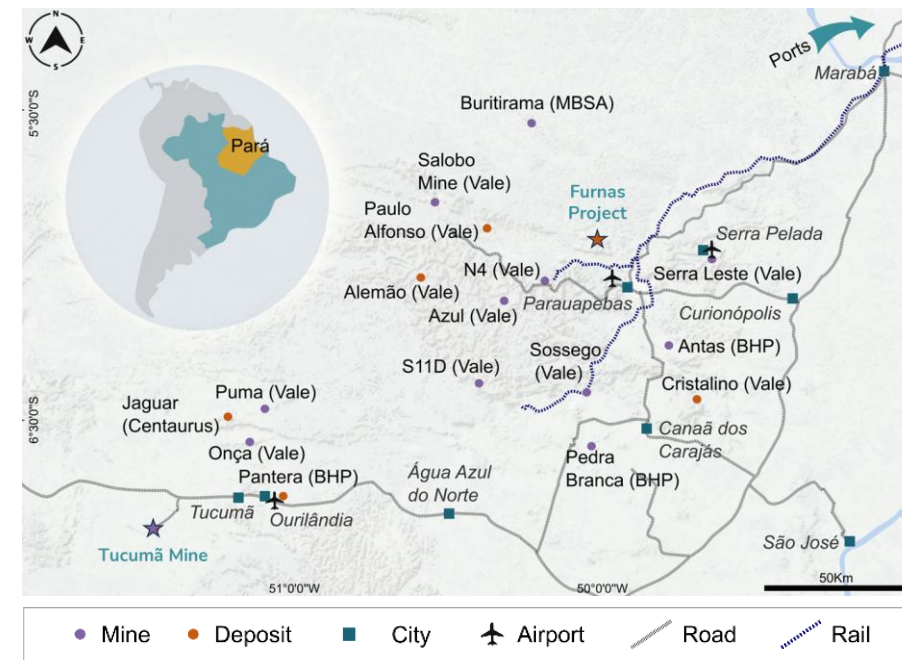 N
W
E
S
Ports
Marabá
5°30'0"S
Buritirama (MBSA)
Pará
Salobo
Mine (Vale)
Furnas
Project
Paulo
Alfonso (Vale)
Serra Pelada
N4 (Vale)
Serra Leste (Vale)
Alemão (Vale)
Parauapebas
Azul (Vale)
Curionópolis
Antas (BHP)
Sossego
(Vale)
S11D (Vale)
Cristalino (Vale)
Puma (Vale)
Jaguar
(Centaurus)
6°30'0"S
Canaã dos
Carajás
Onça (Vale)
Pedra
Branca (BHP)
Pantera (BHP)
Água Azul
do Norte
Tucumã
Ourilândia
São José
Tucumã Mine
51°0'0"W
50°0'0"W
50Km
Mine
Deposit
City
Airport
Road
Rail